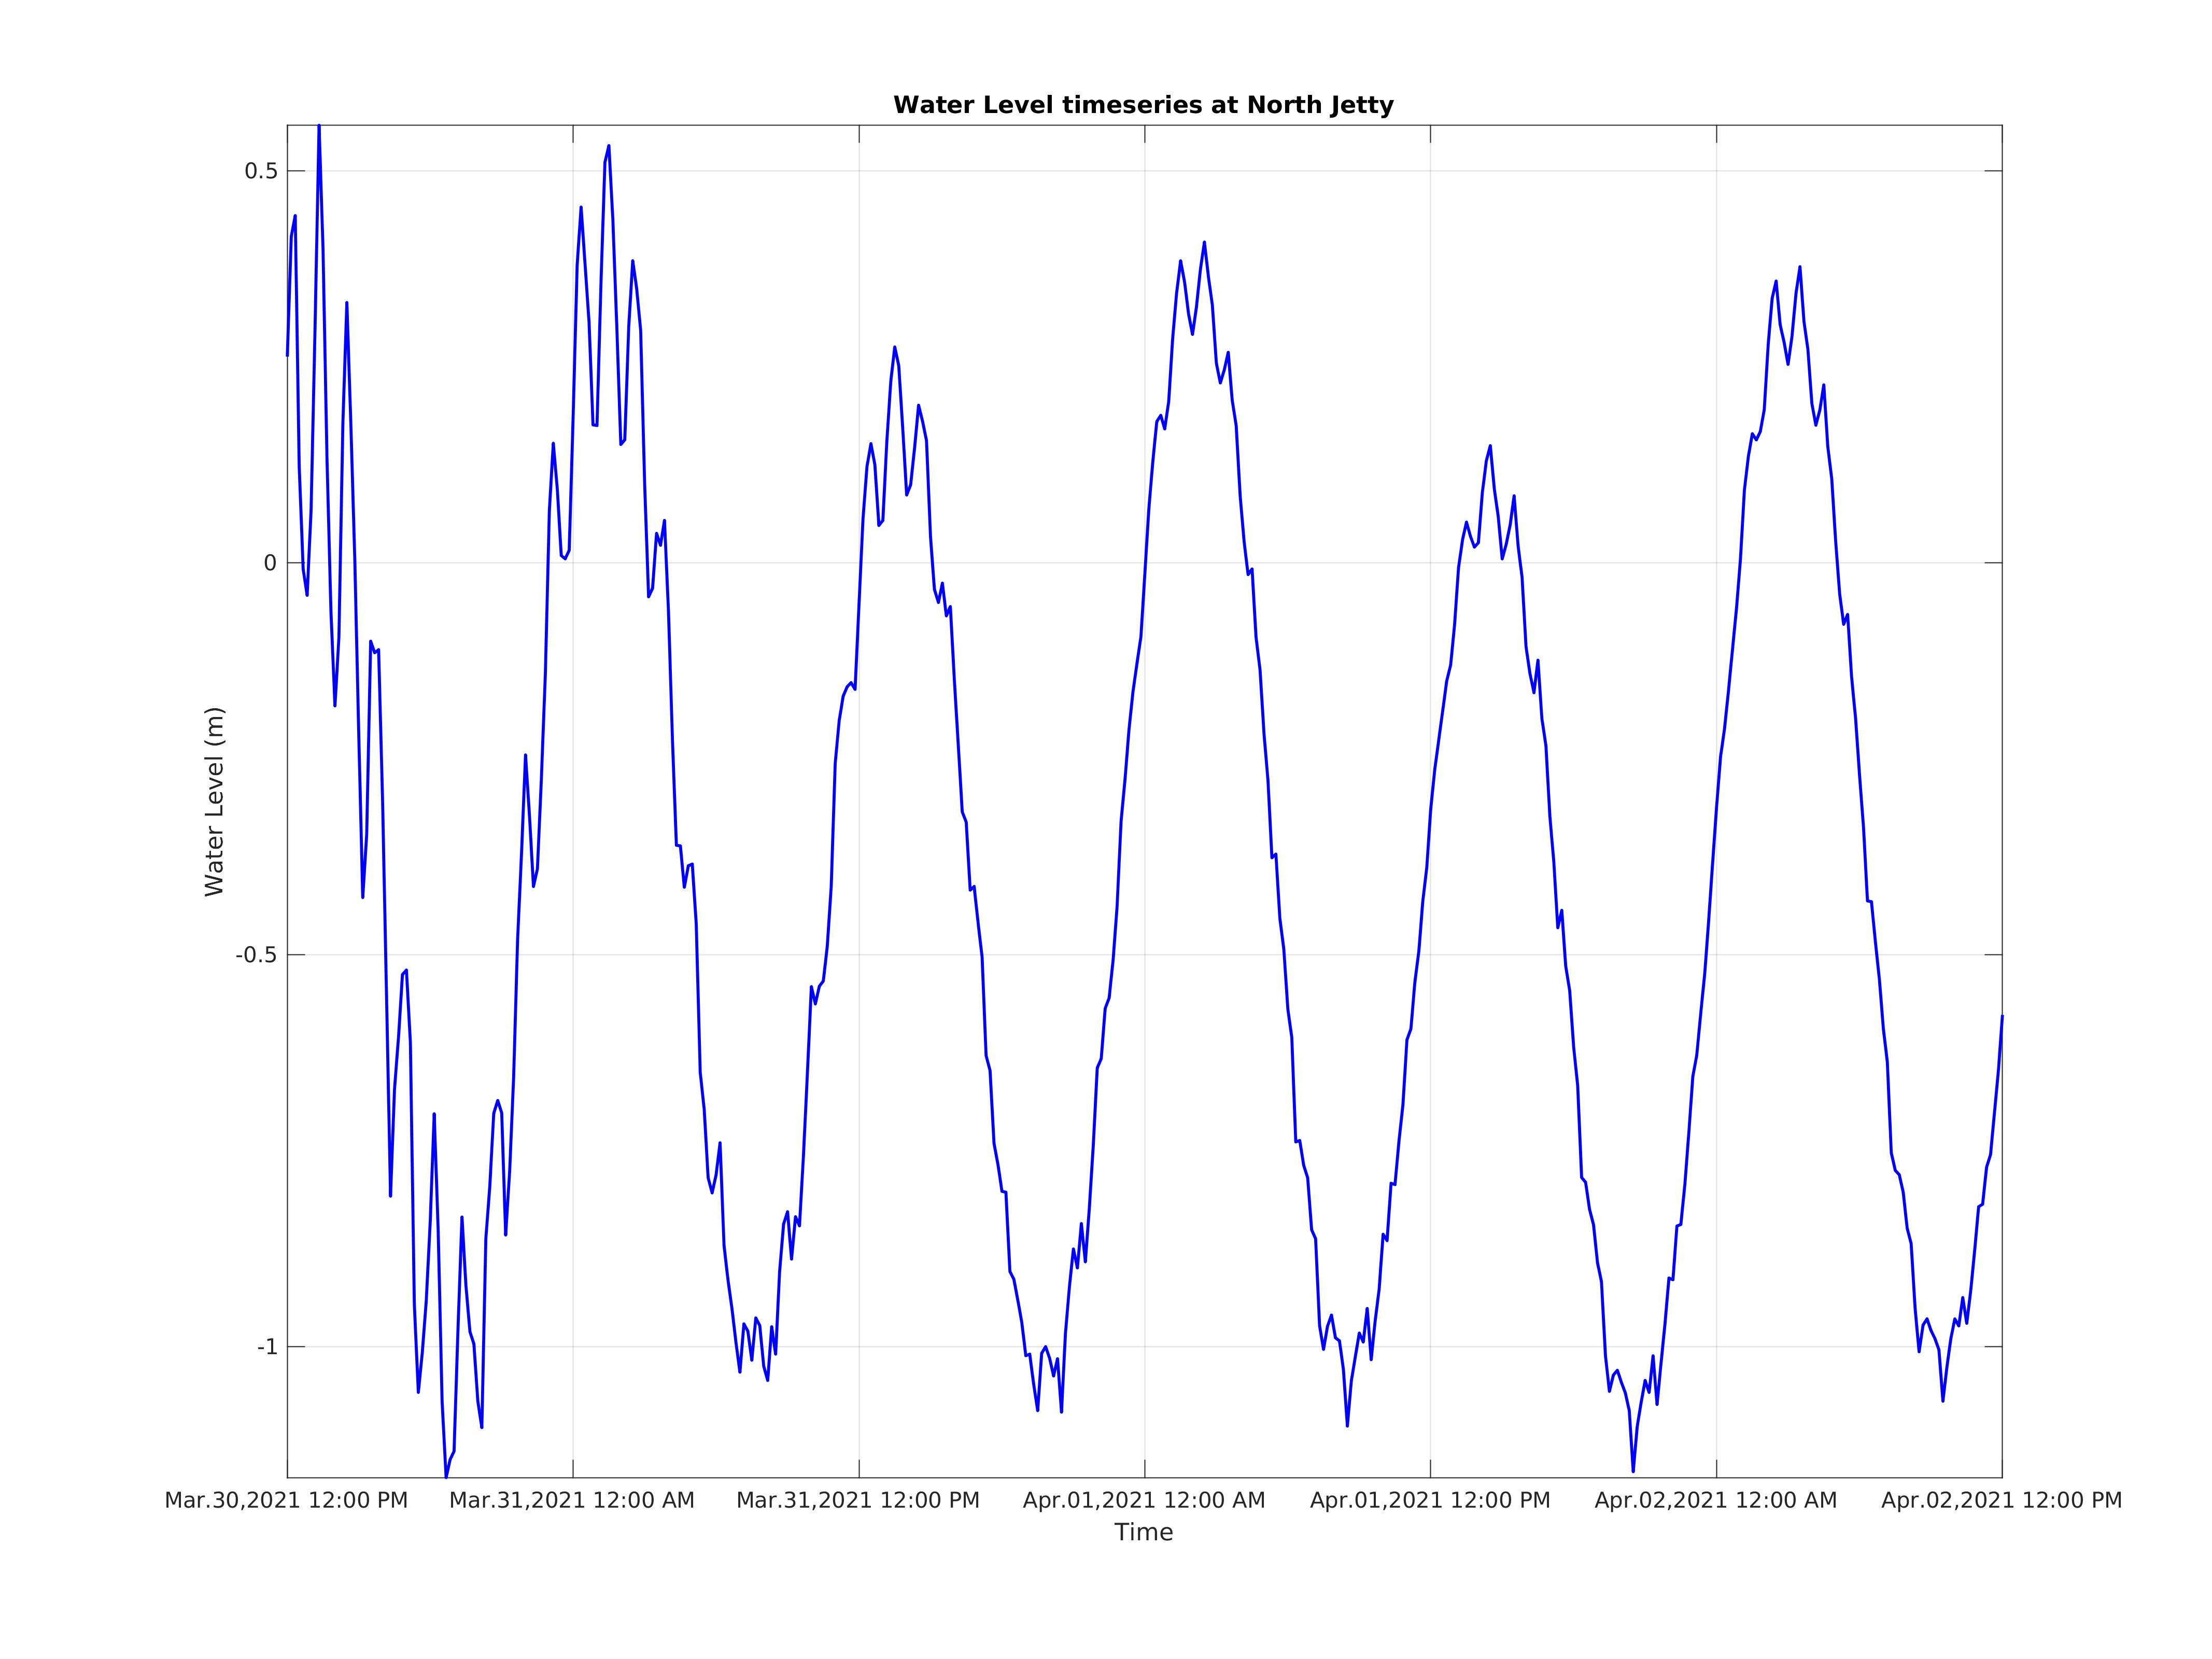 Water Level timeseries at North Jetty
0.5
0
-0.5
-1
Water Level (m)
Mar.30,2021 12:00 PM Mar.31,2021 12:00 AM Mar.31,2021 12:00 PM Apr.01,2021 12:00 AM Apr.01,2021 12:00 PM Apr.02,2021 12:00 AM Apr.02,2021 12:00 PM
Time